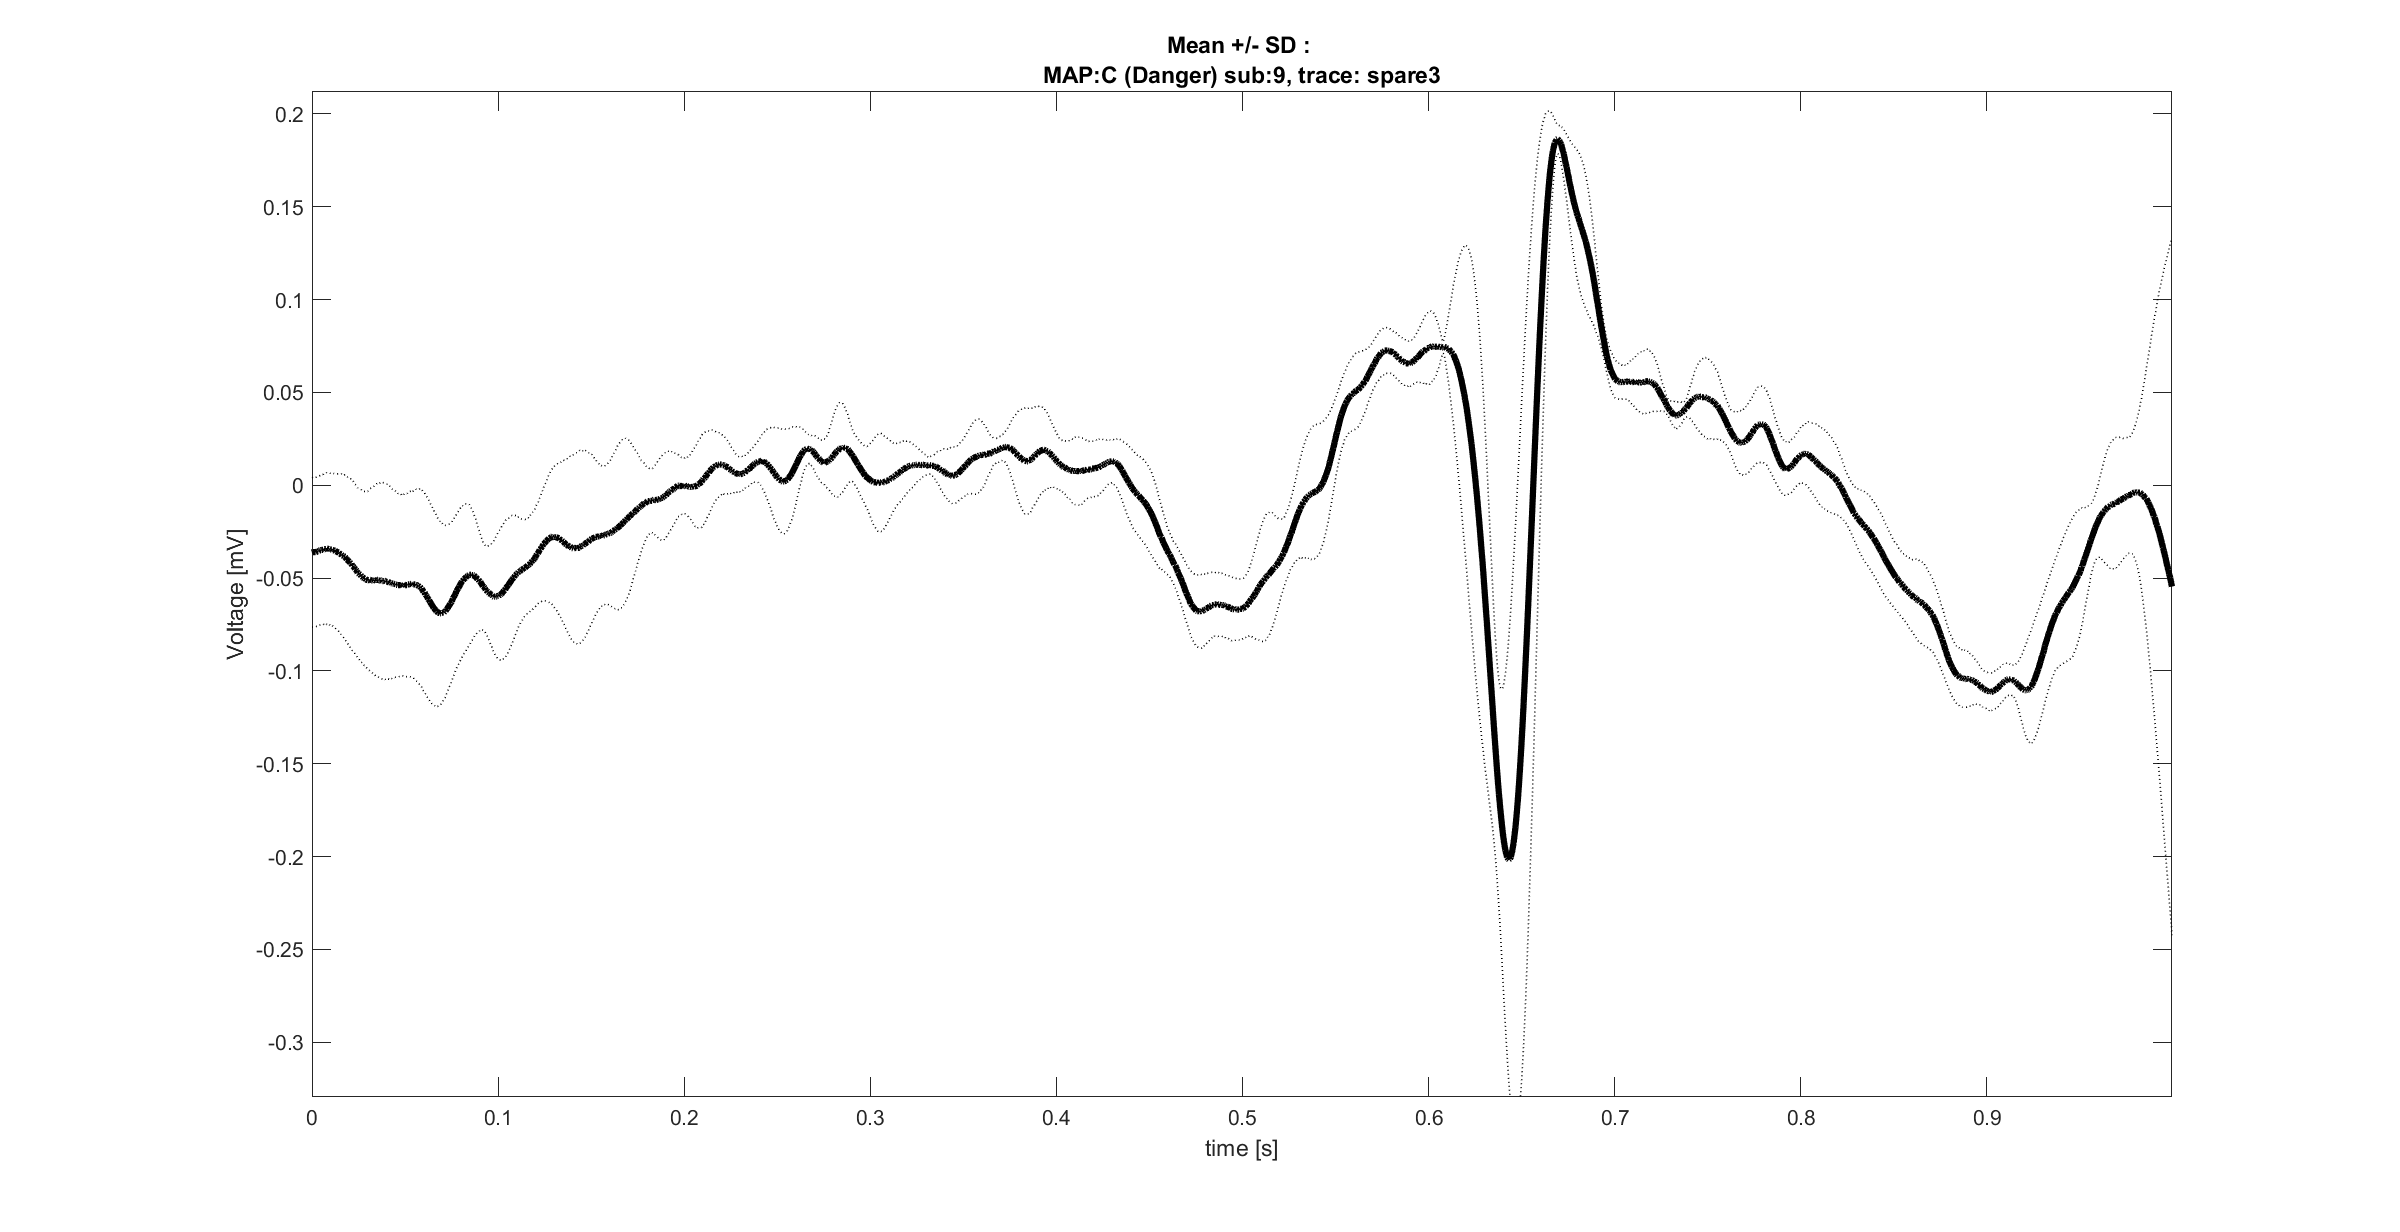 Mean +/- SD :
MAP:C (Danger) sub:9, trace: spare3
0.2
0.15
0.1
0.05
0
-0.05
-0.1
-0.15
-0.2
-0.25
-0.3
Voltage [mV]
0 0.1 0.2 0.3 0.4 0.5 0.6 0.7 0.8 0.9
time [s]